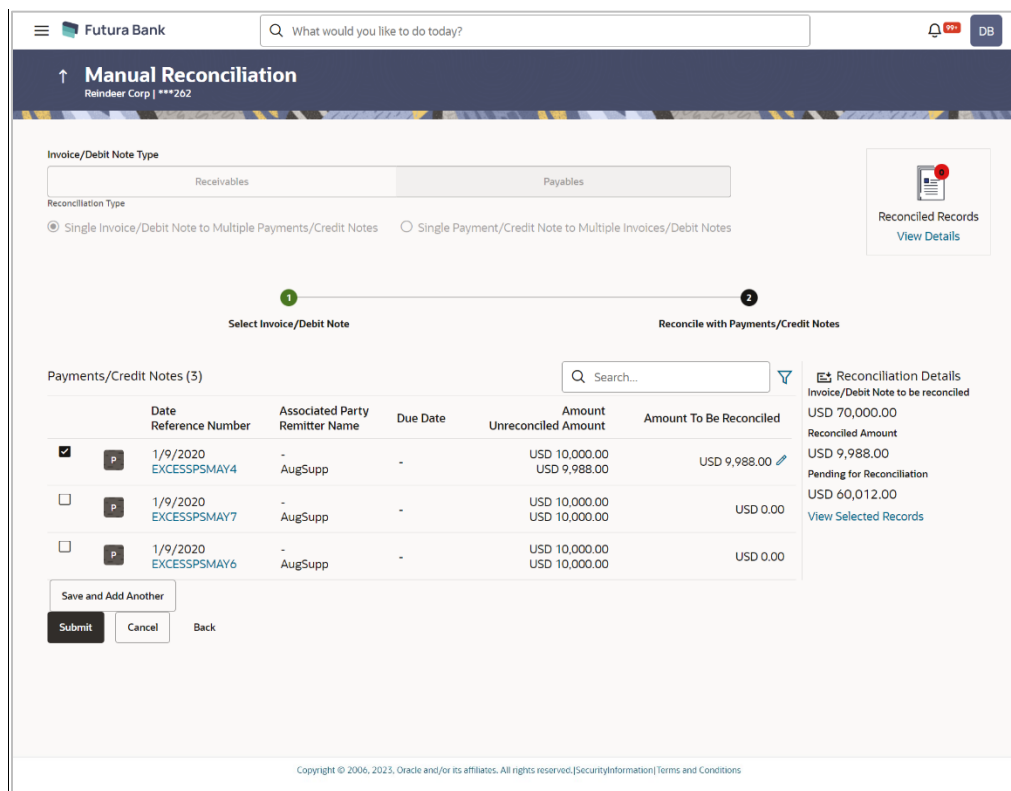 Futura Bank
What would you like to do today?
99+
DB
Manual Reconciliation
Reindeer Corp | ***262
Invoice/Debit Note Type
Receivables
Payables
Reconciliation Type
Single Invoice/Debit Note to Multiple Payments/Credit Notes
Single Payment/Credit Note to Multiple Invoices/Debit Notes
0
Reconciled Records
View Details
1
2
Select Invoice/Debit Note
Reconcile with Payments/Credit Notes
Payments/Credit Notes (3)
Search...
Date
Reference Number
Associated Party
Remitter Name
Due Date
Amount
Unreconciled Amount
Amount To Be Reconciled
P
1/9/2020
EXCESSPSMAY4
-
AugSupp
-
USD 10,000.00
USD 9,988.00
USD 9,988.00
P
1/9/2020
EXCESSPSMAY7
-
AugSupp
-
USD 10,000.00
USD 10,000.00
USD 0.00
P
1/9/2020
EXCESSPSMAY6
-
AugSupp
-
USD 10,000.00
USD 10,000.00
USD 0.00
Reconciliation Details
Invoice/Debit Note to be reconciled
USD 70,000.00
Reconciled Amount
USD 9,988.00
Pending for Reconciliation
USD 60,012.00
View Selected Records
Save and Add Another
Submit
Cancel
Back
Copyright © 2006, 2023, Oracle and/or its affiliates. All rights reserved.|SecurityInformation|Terms and Conditions